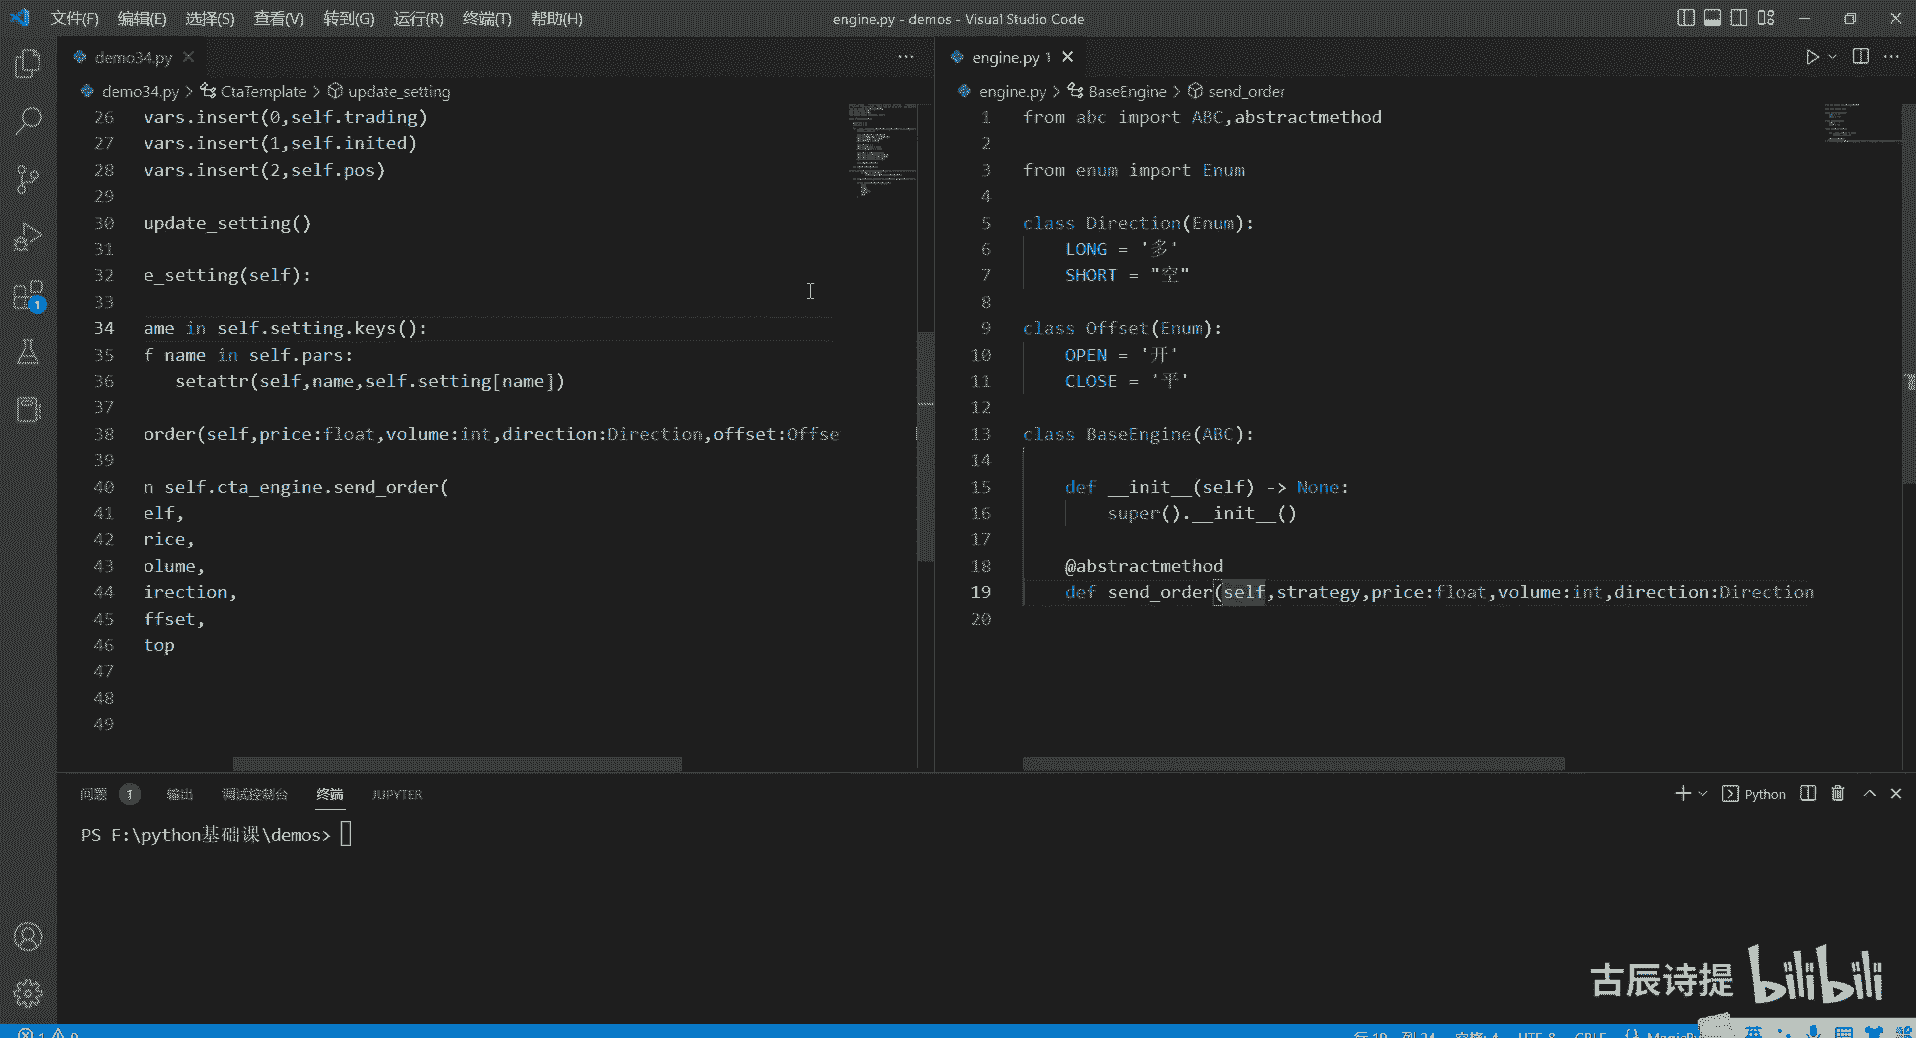 文件(F) 编辑(E) 选择(S) 查看(V) 转到(G) 运行(R) 终端(T) 帮助(H)
engine.py - demos - Visual Studio Code
demo34.py
demo34.py > CtaTemplate > update_setting
26 vars.insert(0,self.trading)
27 vars.insert(1,self.inited)
28 vars.insert(2,self.pos)
29
30 update_setting()
31
32 e_setting(self):
33
34 ame in self.setting.keys():
35 f name in self.pars:
36 setattr(self,name,self.setting[name])
37
38 order(self,price:float,volume:int,direction:Direction,offset:Offse
39
40 n self.cta_engine.send_order(
41 elf,
42 rice,
43 olume,
44 irection,
45 ffset,
46 top
47
48
49
engine.py 1
engine.py > BaseEngine > send_order
1 from abc import ABC,abstractmethod
2
3 from enum import Enum
4
5 class Direction(Enum):
6 LONG = '多'
7 SHORT = "空"
8
9 class Offset(Enum):
10 OPEN = '开'
11 CLOSE = '平'
12
13 class BaseEngine(ABC):
14
15 def __init__(self) -> None:
16 super().__init__()
17
18 @abstractmethod
19 def send_order(self,strategy,price:float,volume:int,direction:Direction
20
1
问题 1 输出 调试控制台 终端 JUPYTER
Python
PS F:\python基础课\demos>
古辰诗提 bilibili
英